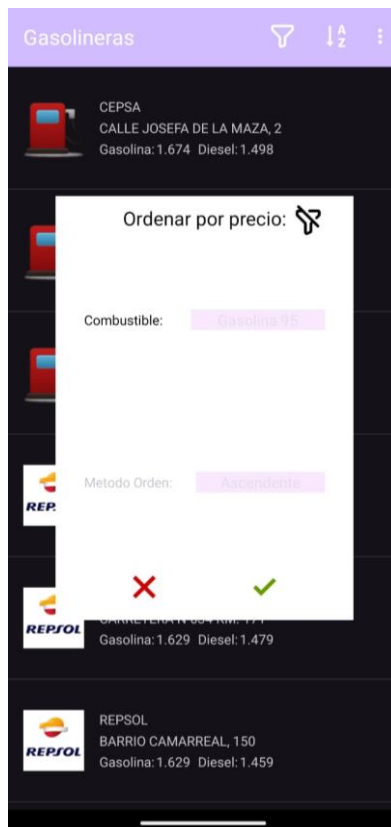 Gasolineras
A
Z
CEPSA
CALLE JOSEFA DE LA MAZA, 2
Gasolina: 1.674 Diesel: 1.498
Ordenar por precio:
Combustible: Gasolina 95
Metodo Orden: Ascendente
REP
REPSOL
Gasolina: 1.629 Diesel: 1.479
REPSOL
REPSOL
BARRIO CAMARREAL, 150
Gasolina: 1.629 Diesel: 1.459